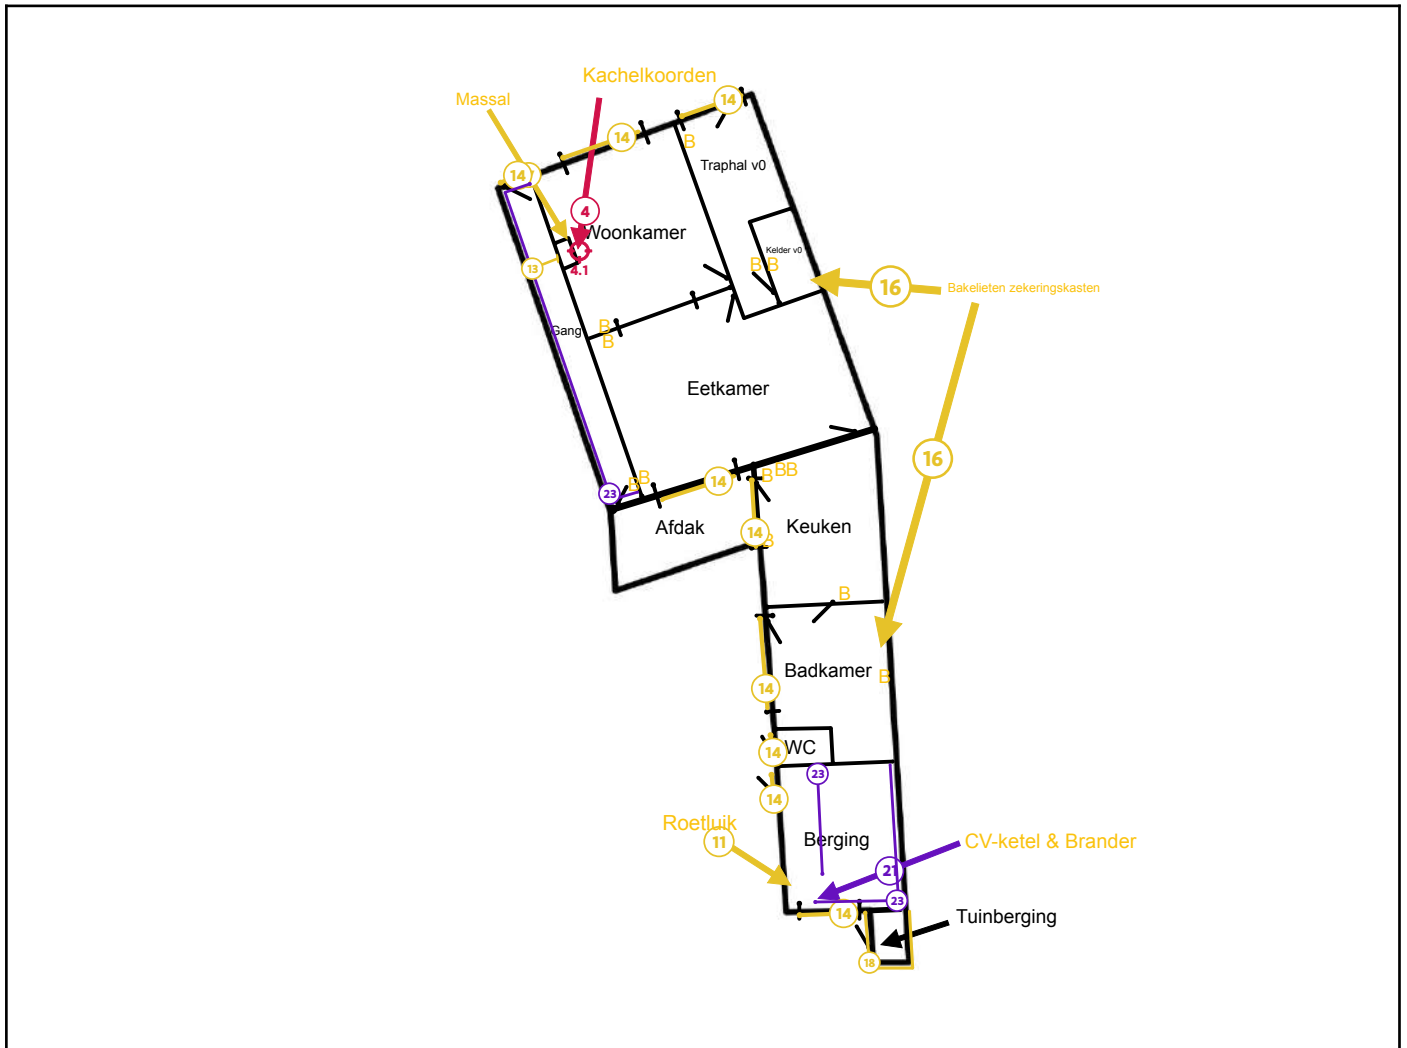 Kachelkoorden
Massal
14
14
14
B
Traphal v0
4
Woonkamer
Kelder v0
4.1
13
B B
16
Bakelieten zekeringskasten
B
Gang
B
Eetkamer
16
B
B
BB
B
14
23
Afdak
Keuken
14
B
B
Badkamer
B
14
WC
14
23
14
Roetluik
11
Berging
CV-ketel & Brander
21
23
14
Tuinberging
18